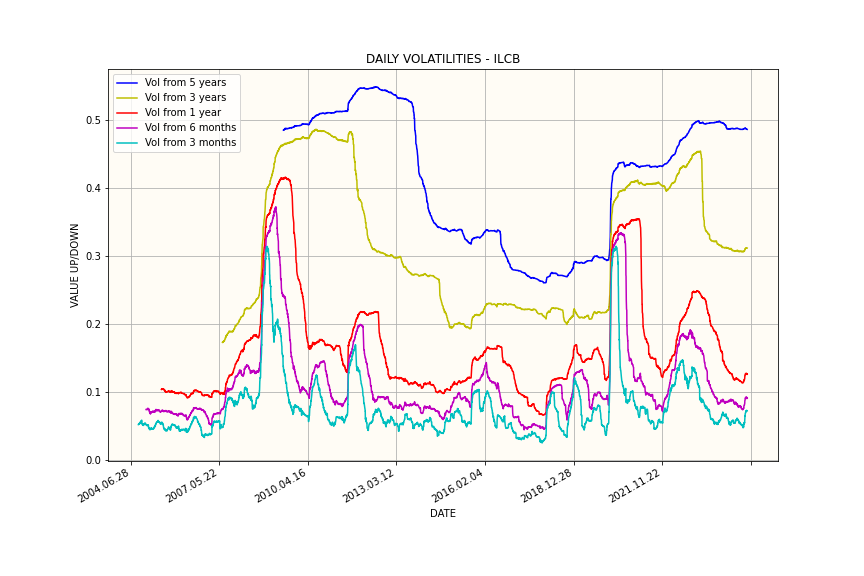 DAILY VOLATILITIES - ILCB
Vol from 5 years
Vol from 3 years
Vol from 1 year
Vol from 6 months
Vol from 3 months
VALUE UP/DOWN
0.5
0.4
0.3
0.2
0.1
0.0
2004.06.28
2007.05.22
2010.04.16
2013.03.12
2016.02.04
2018.12.28
2021.11.22
DATE